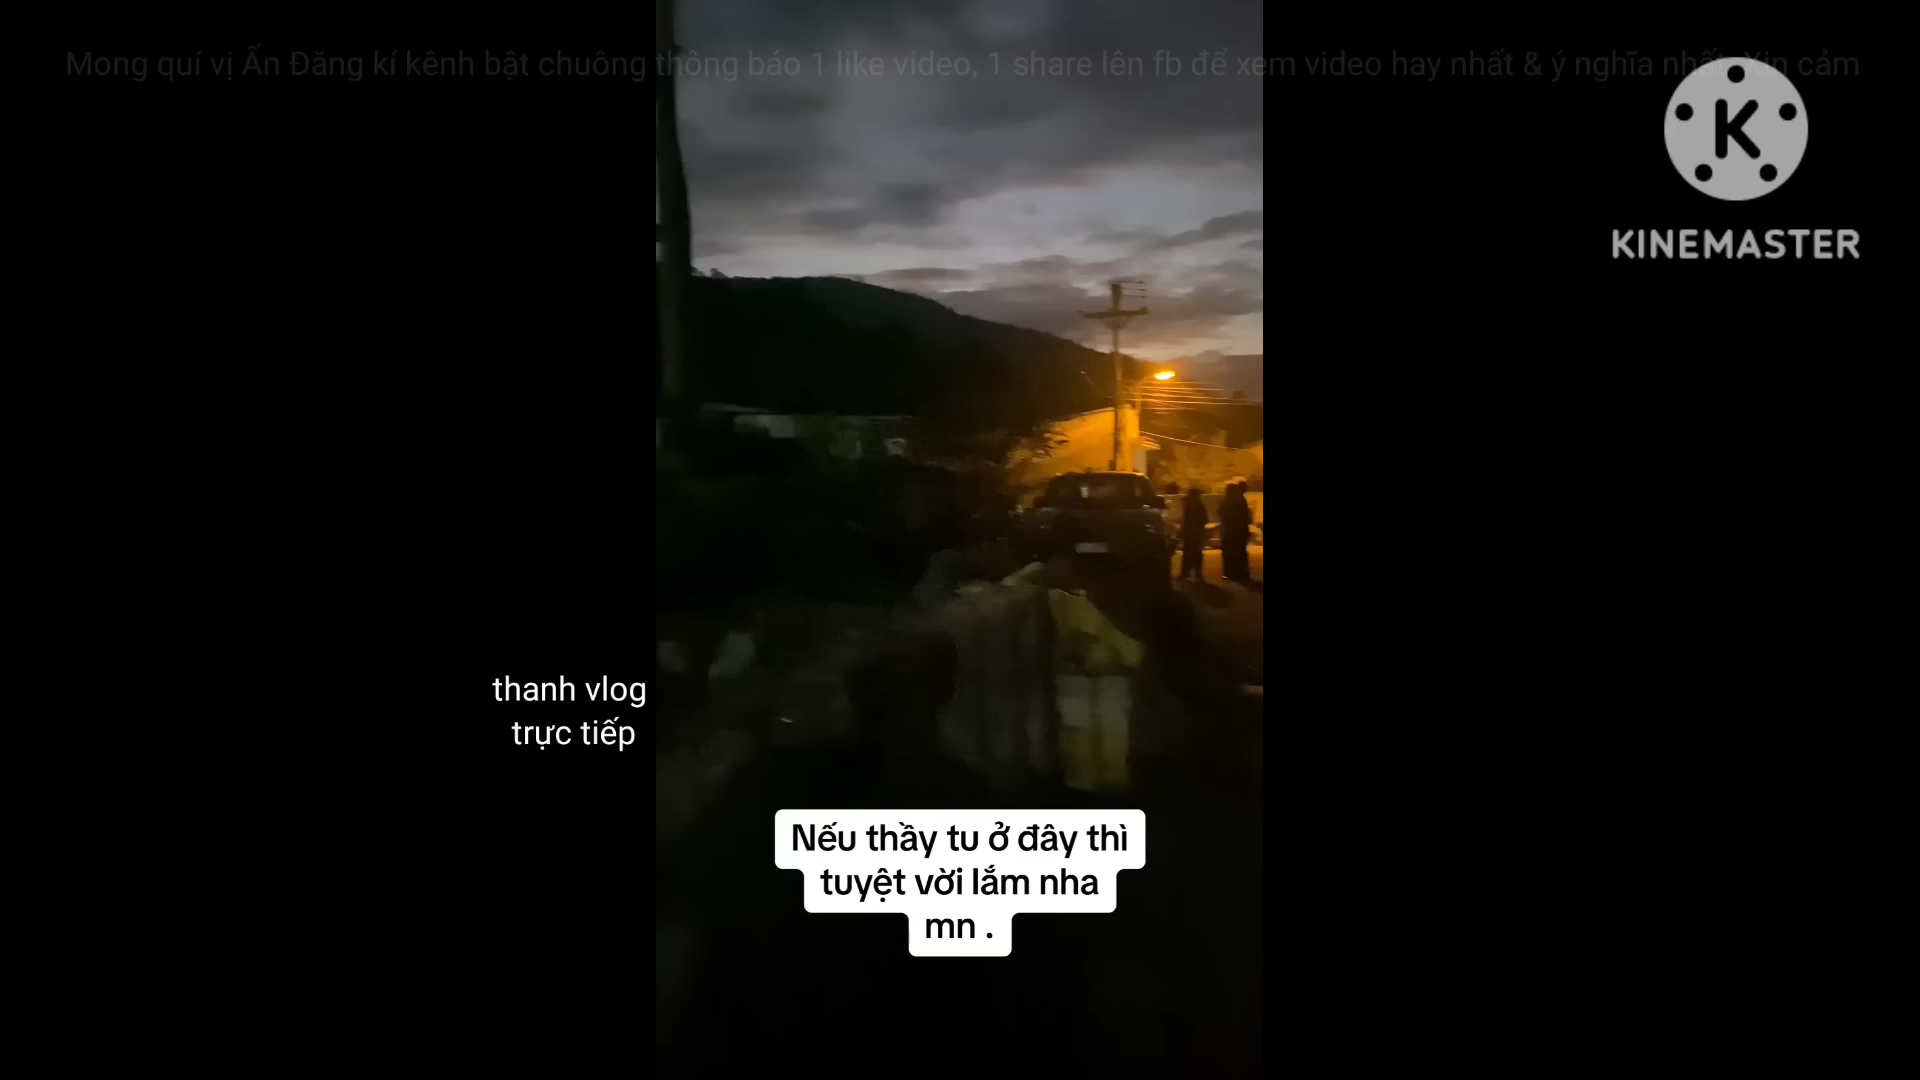 Mong quí vị Ấn Đăng kí kênh bật chuông thông báo 1 like video, 1 share lên fb để xem video hay nhất & ý nghĩa nhất. Xin cảm
KINEMASTER
thanh vlog
trực tiếp
Nếu thầy tu ở đây thì
tuyệt vời lắm nha
mn .